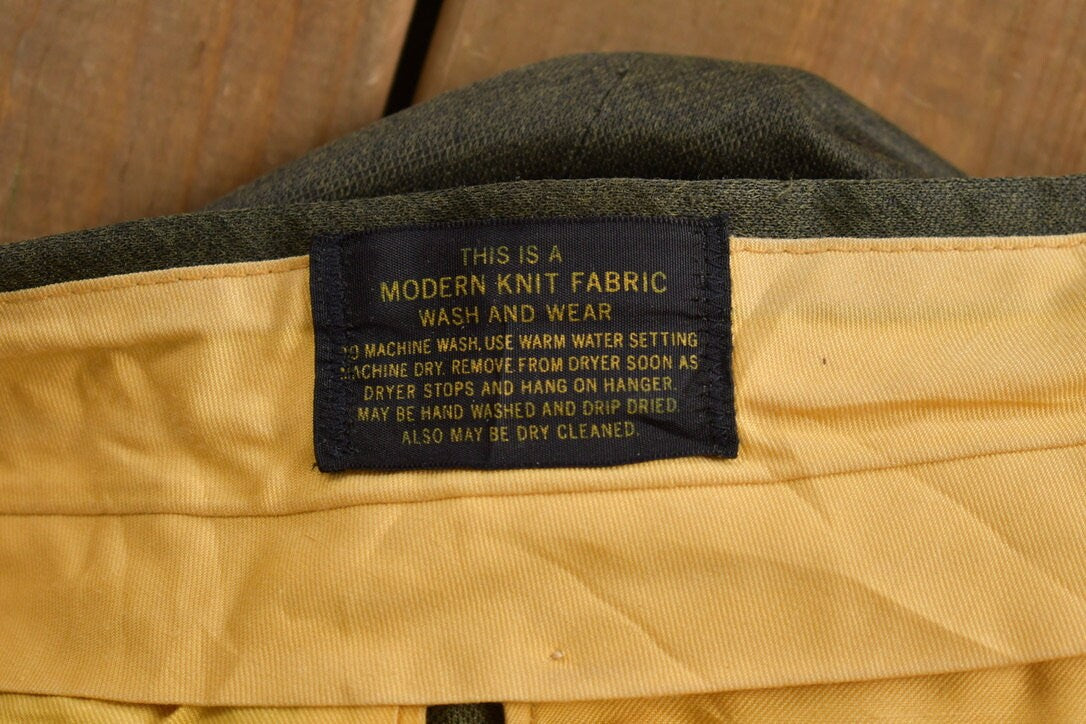 THIS IS A
MODERN KNIT FABRIC
WASH AND WEAR
TO MACHINE WASH, USE WARM WATER SETTING
MACHINE DRY. REMOVE FROM DRYER SOON AS
DRYER STOPS AND HANG ON HANGER.
MAY BE HAND WASHED AND DRIP DRIED.
ALSO MAY BE DRY CLEANED.